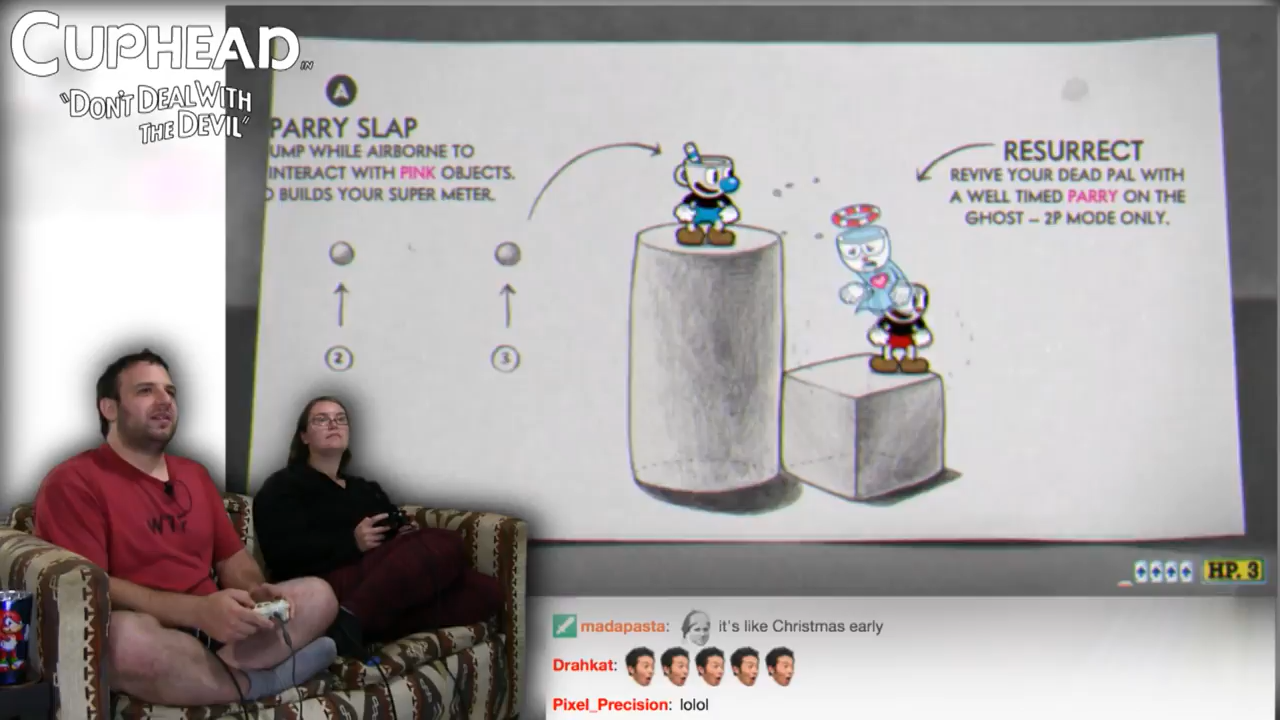 CUPHEAD
IN
"DON'T DEAL WITH
THE DEVIL"
A
PARRY SLAP
UMP WHILE AIRBORNE TO
INTERACT WITH PINK OBJECTS.
BUILDS YOUR SUPER METER.
2
3
RESURRECT
REVIVE YOUR DEAD PAL WITH
A WELL TIMED PARRY ON THE
GHOST – 2P MODE ONLY.
HP. 3
madapasta: it's like Christmas early
Drahkat:
Pixel_Precision: lolol